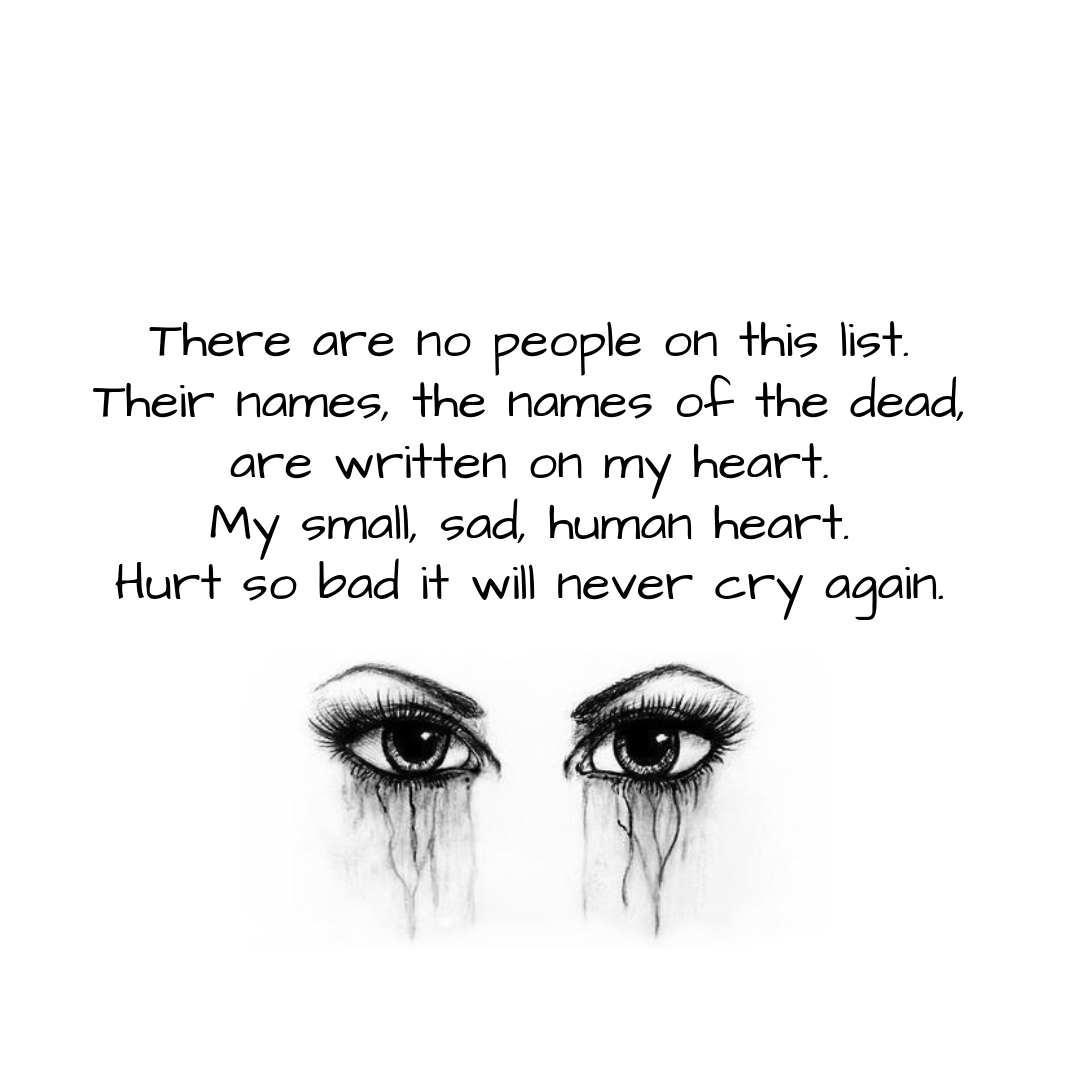 There are no people on this list.
Their names, the names of the dead,
are written on my heart.
My small, sad, human heart.
Hurt so bad it will never cry again.